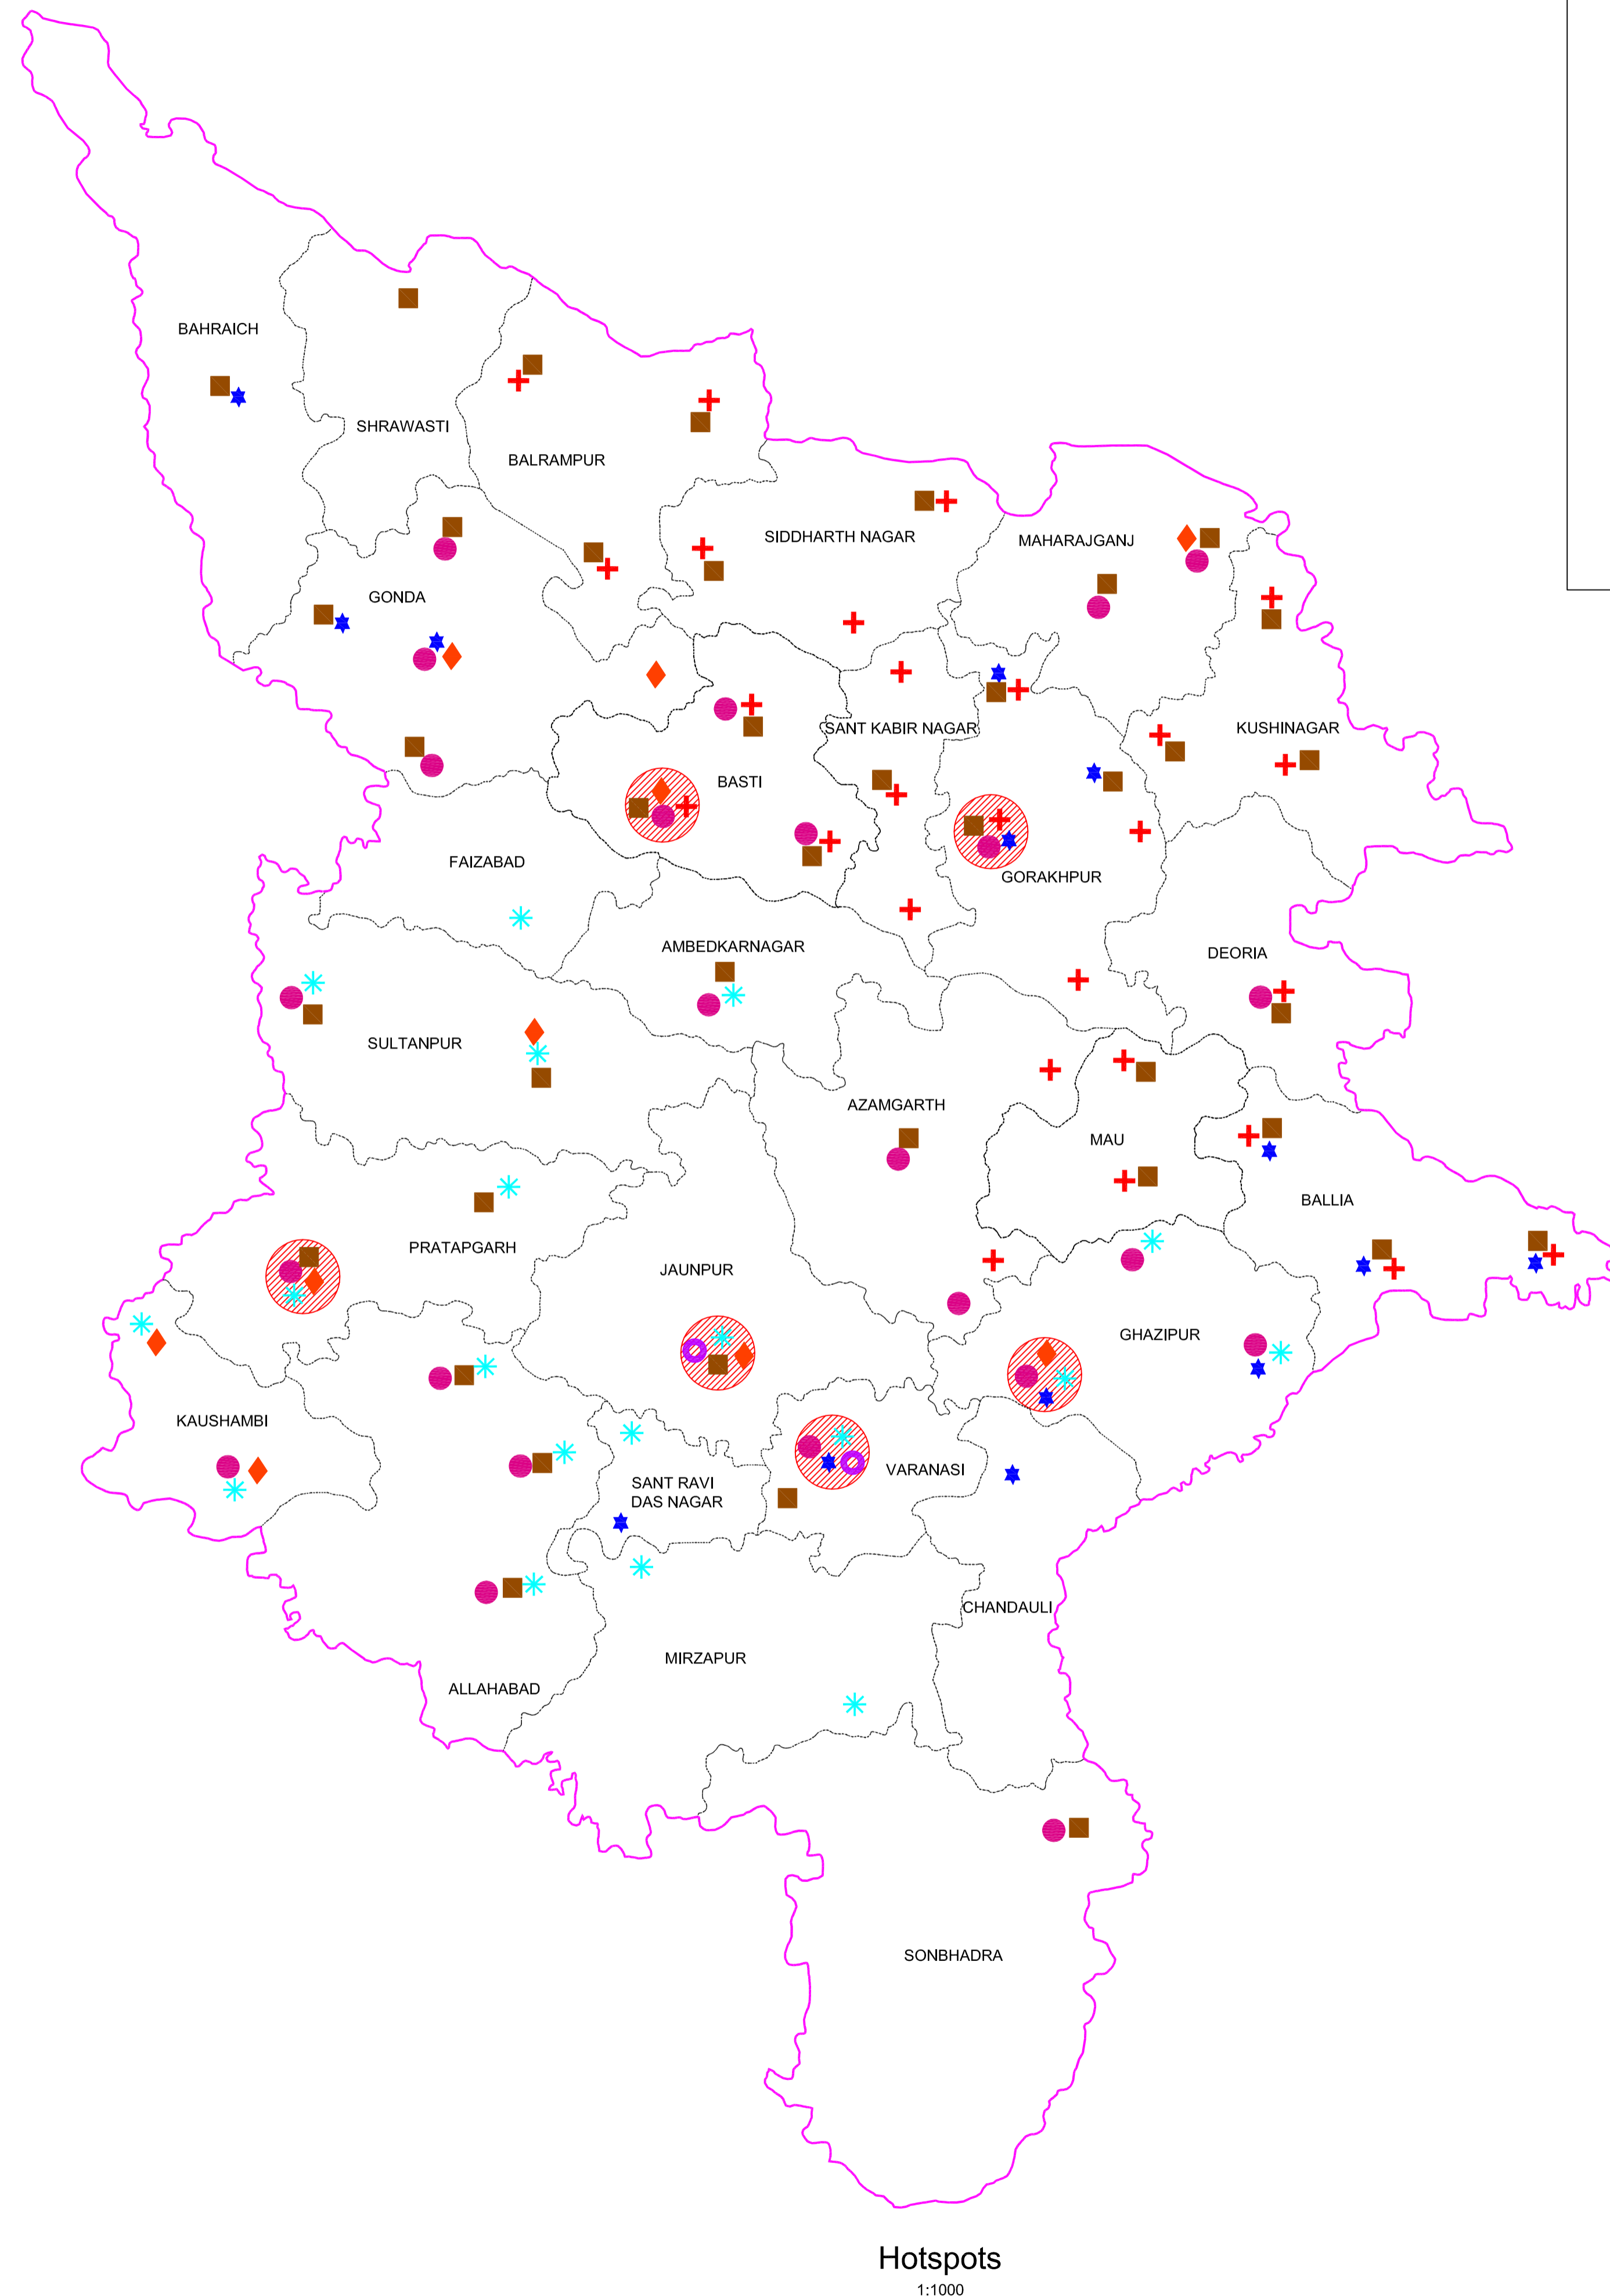 BAHRAICH
SHRAWASTI
BALRAMPUR
SIDDHARTH NAGAR
MAHARAJGANJ
GONDA
SANT KABIR NAGAR
KUSHINAGAR
BASTI
FAIZABAD
GORAKHPUR
AMBEDKARNAGAR
DEORIA
SULTANPUR
AZAMGARTH
MAU
BALLIA
PRATAPGARH
JAUNPUR
GHAZIPUR
KAUSHAMBI
VARANASI
SANT RAVI
DAS NAGAR
CHANDAULI
MIRZAPUR
ALLAHABAD
SONBHADRA
Hotspots
1:1000